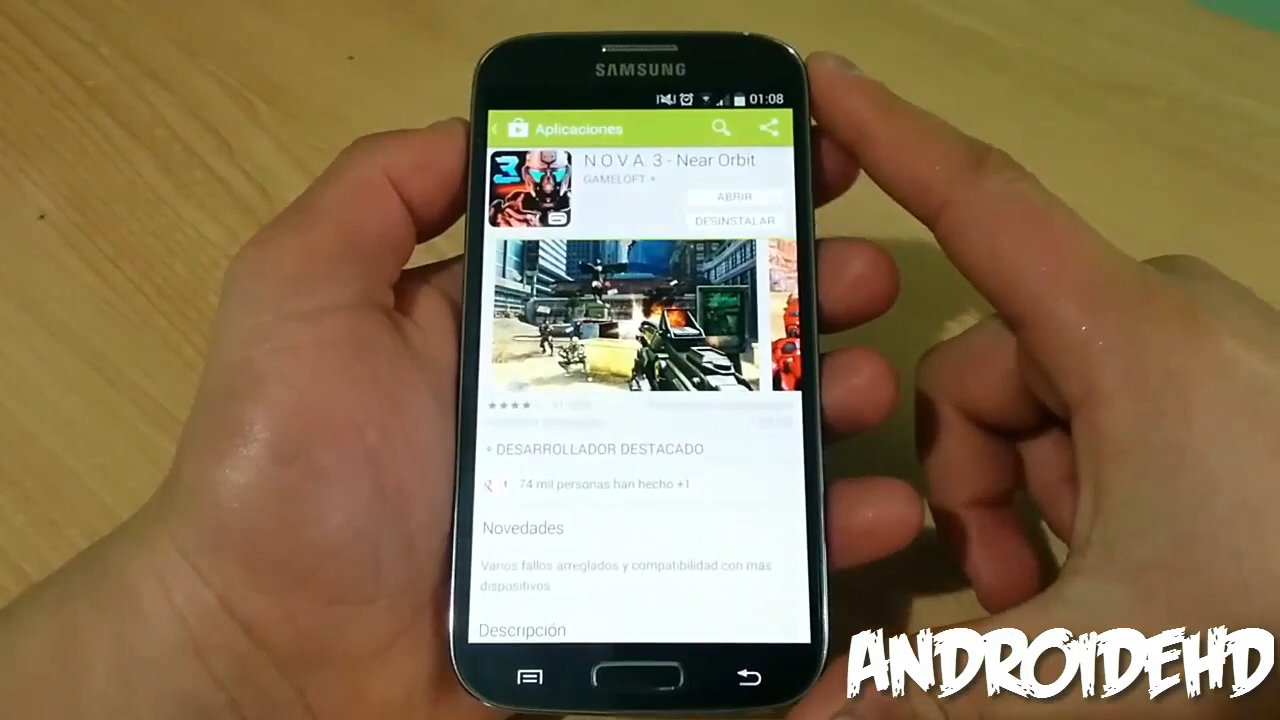 SAMSUNG
01:08
Aplicaciones
3
N.O.V.A. 3 - Near Orbit
GAMELOFT
ABRIR
DESINSTALAR
DESARROLLADOR DESTACADO
74 mil personas han hecho +1
Novedades
Varios fallos arreglados y compatibilidad con más
dispositivos
Descripción
ANDROIDEHD